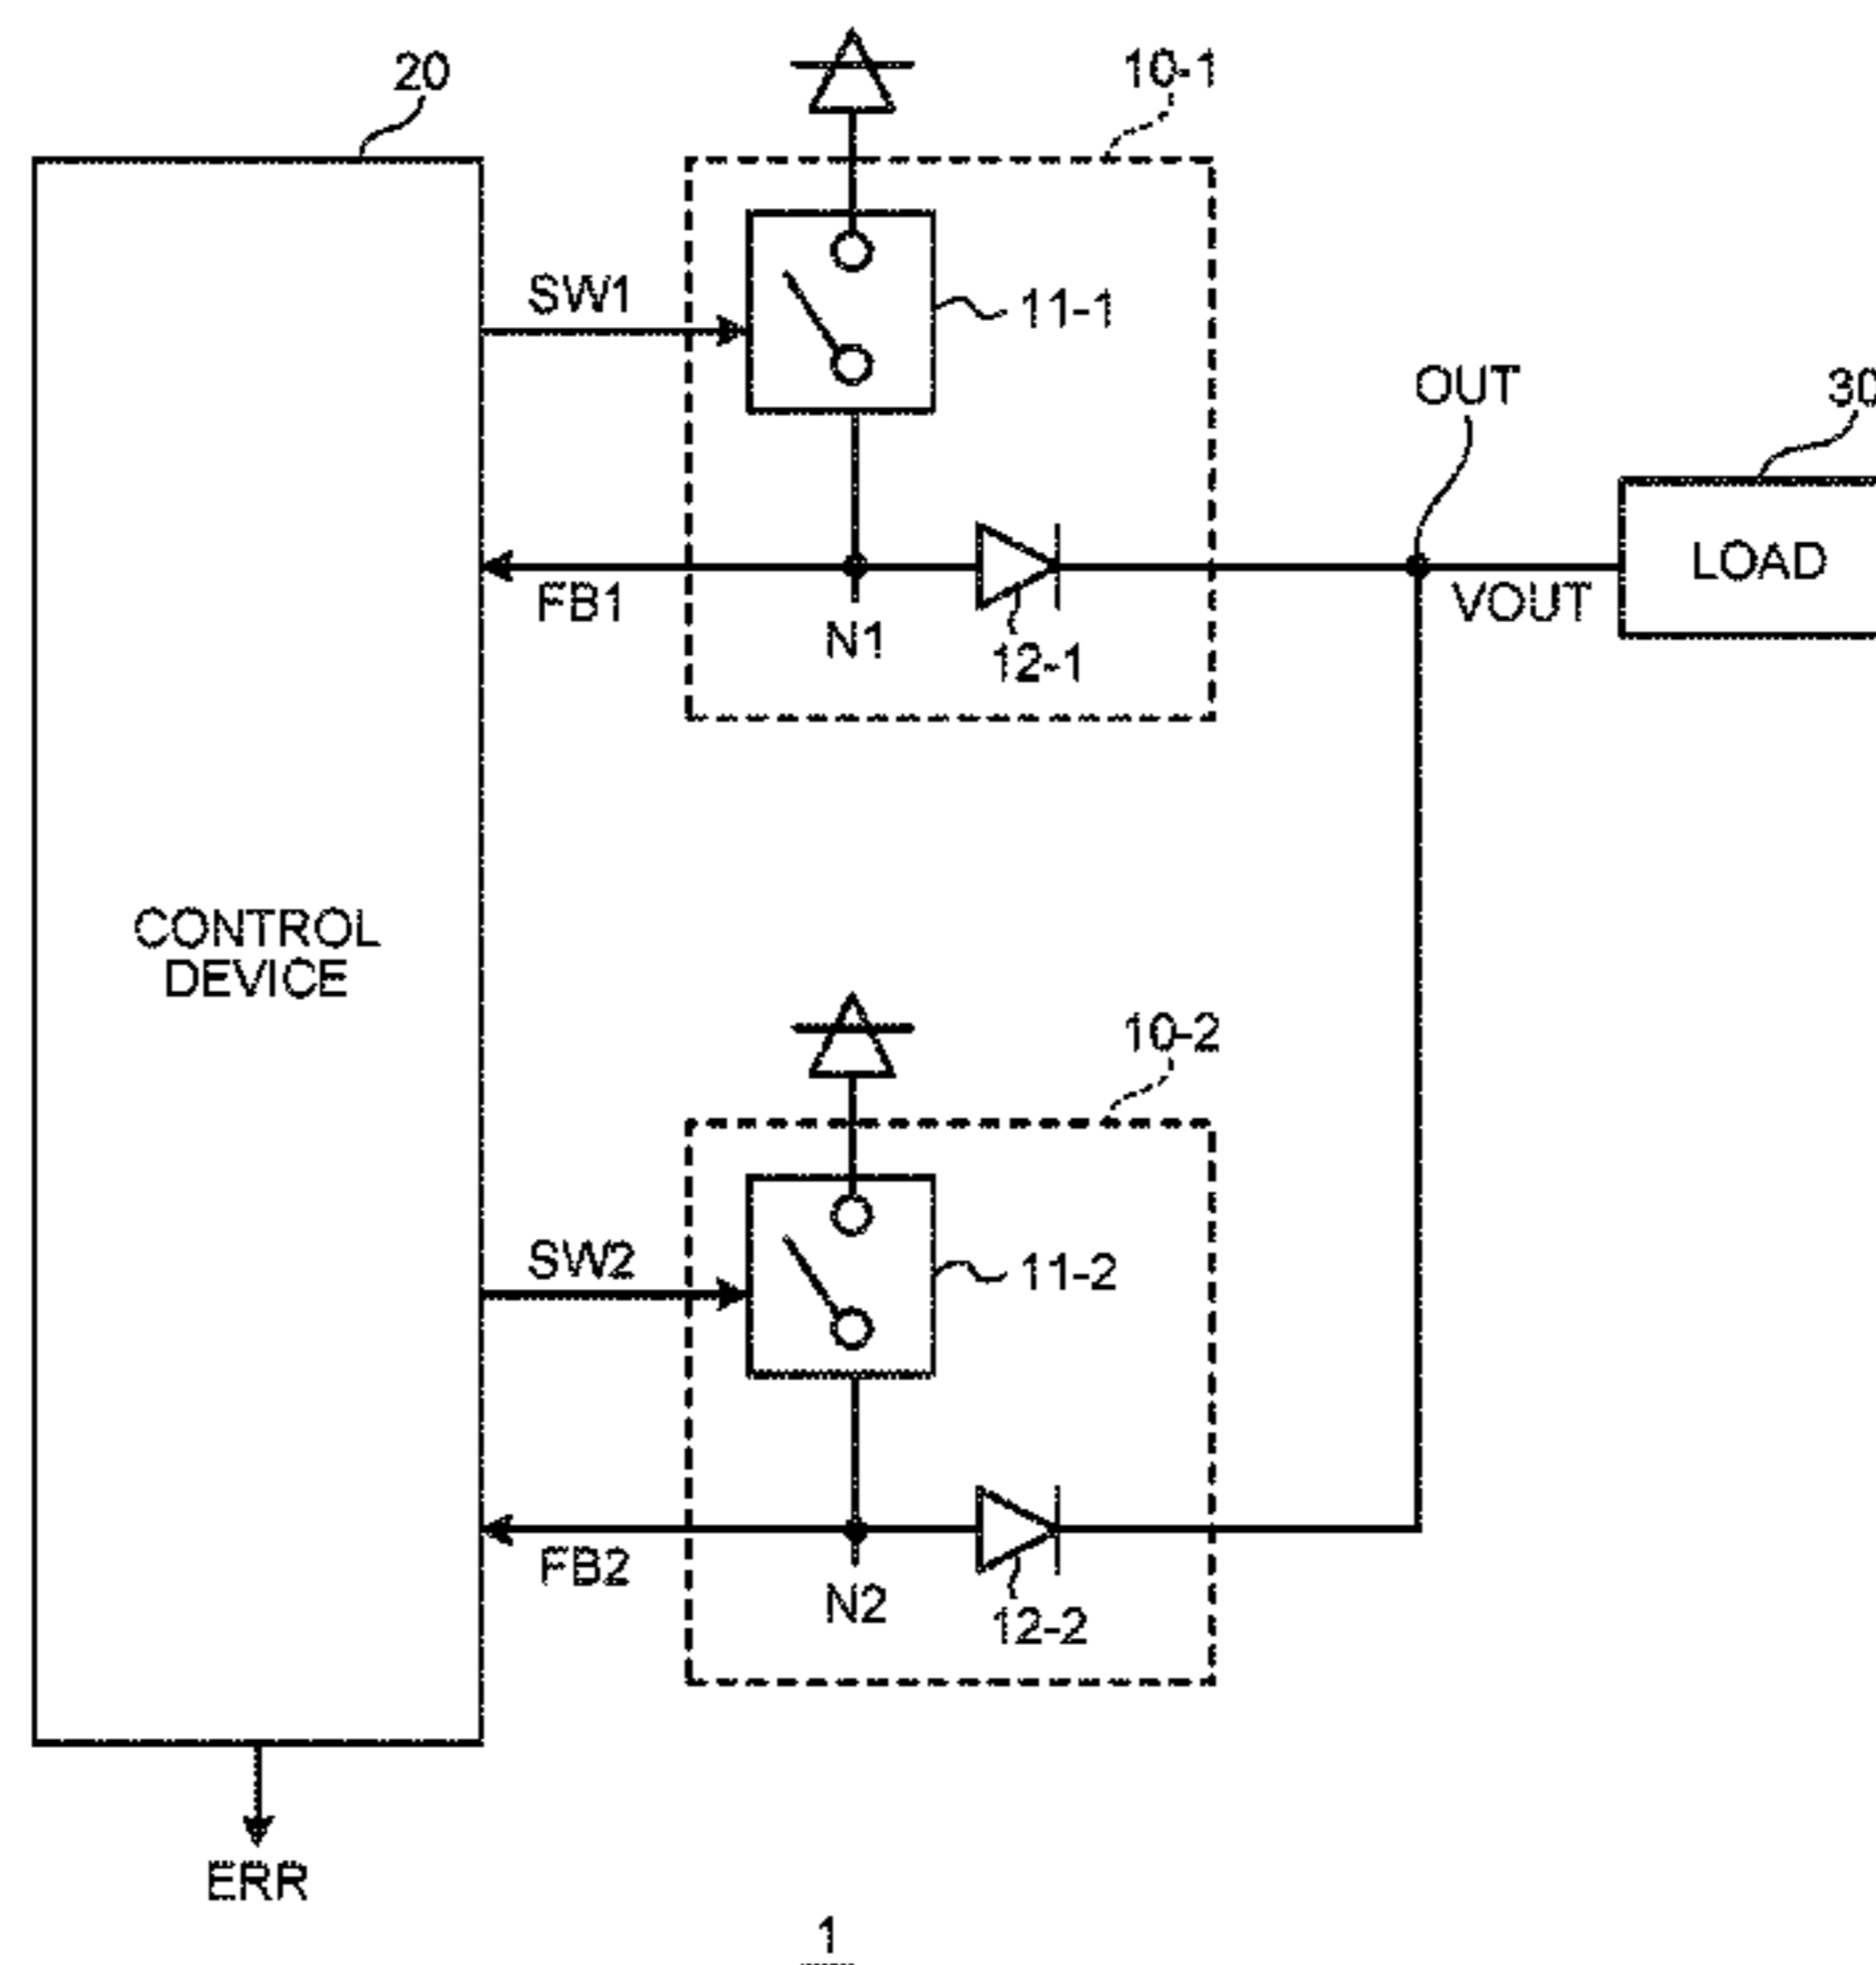 20
10-1
SW1
11-1
OUT
30
LOAD
FB1
VOUT
N1
12-1
CONTROL
DEVICE
10-2
SW2
11-2
FB2
N2
12-2
ERR
1